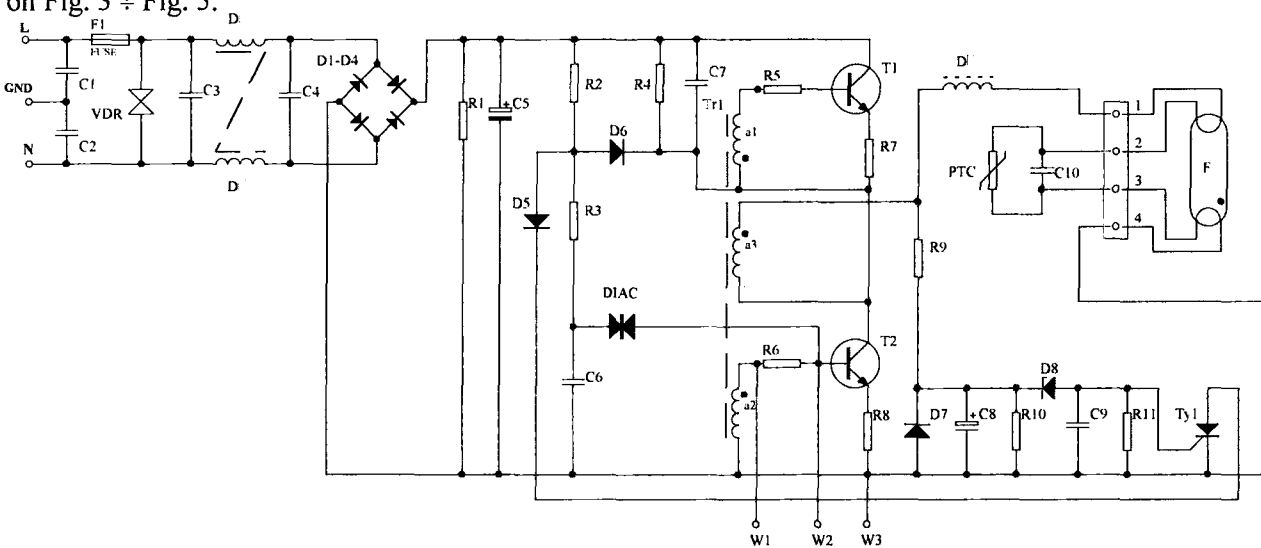 on Fig. 3 ÷ Fig. 5.
L
F1
FUSE
D
GND
C1
C2
VDR
C3
C4
D1-D4
N
D
R1
C5
+
R2
R4
C7
D6
D5
R3
DIAC
C6
Tr1
R5
a1
T1
R7
a3
R6
a2
T2
R8
D
PTC
C10
1
2
3
4
F
R9
D7
+
C8
R10
D8
C9
R11
Ty1
W1
W2
W3